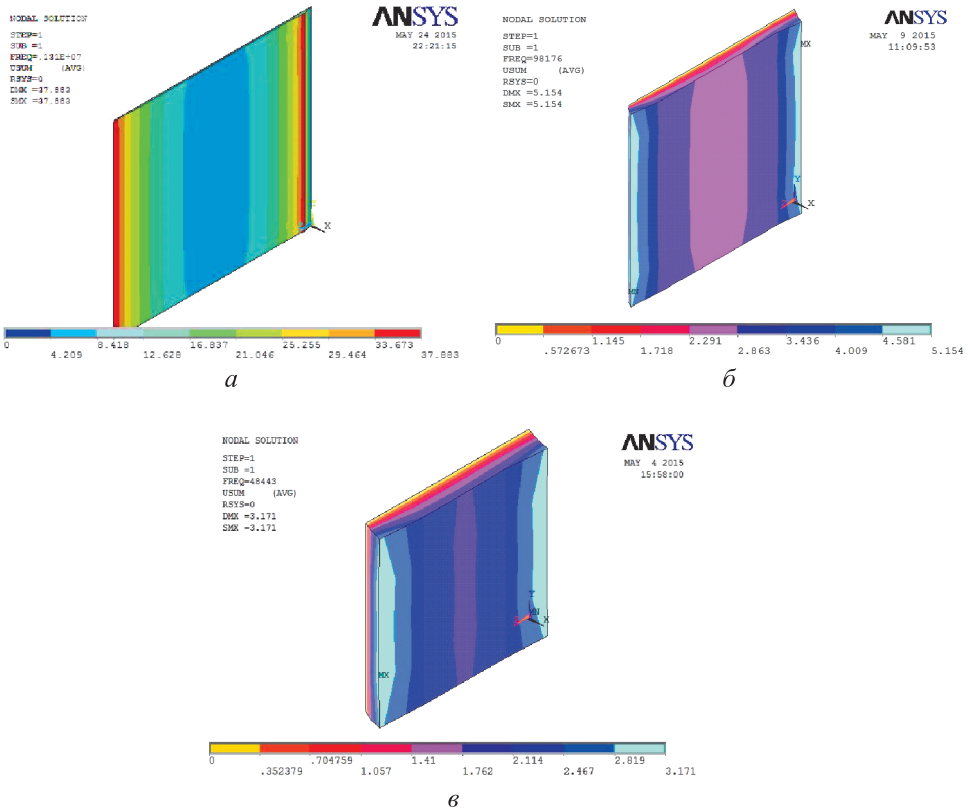 NODAL SOLUTION
STEP=1
SUB =1
FREQ=.131E+07
USUM (AVG)
RSYS=0
DMX =37.883
SMX =37.883
ANSYS
MAY 24 2015
22:21:15
X
0
4.209
8.418
12.628
16.837
21.046
25.255
29.464
33.673
37.883
а
NODAL SOLUTION
STEP=1
SUB =1
FREQ=98176
USUM (AVG)
RSYS=0
DMX =5.154
SMX =5.154
ANSYS
MAY 9 2015
11:09:53
MX
Y
Z
X
MN
0
.572673
1.145
1.718
2.291
2.863
3.436
4.009
4.581
5.154
б
NODAL SOLUTION
STEP=1
SUB =1
FREQ=48443
USUM (AVG)
RSYS=0
DMX =3.171
SMX =3.171
ANSYS
MAY 4 2015
15:58:00
Y
MN
Z
X
MX
0
.352379
.704759
1.057
1.41
1.762
2.114
2.467
2.819
3.171
в